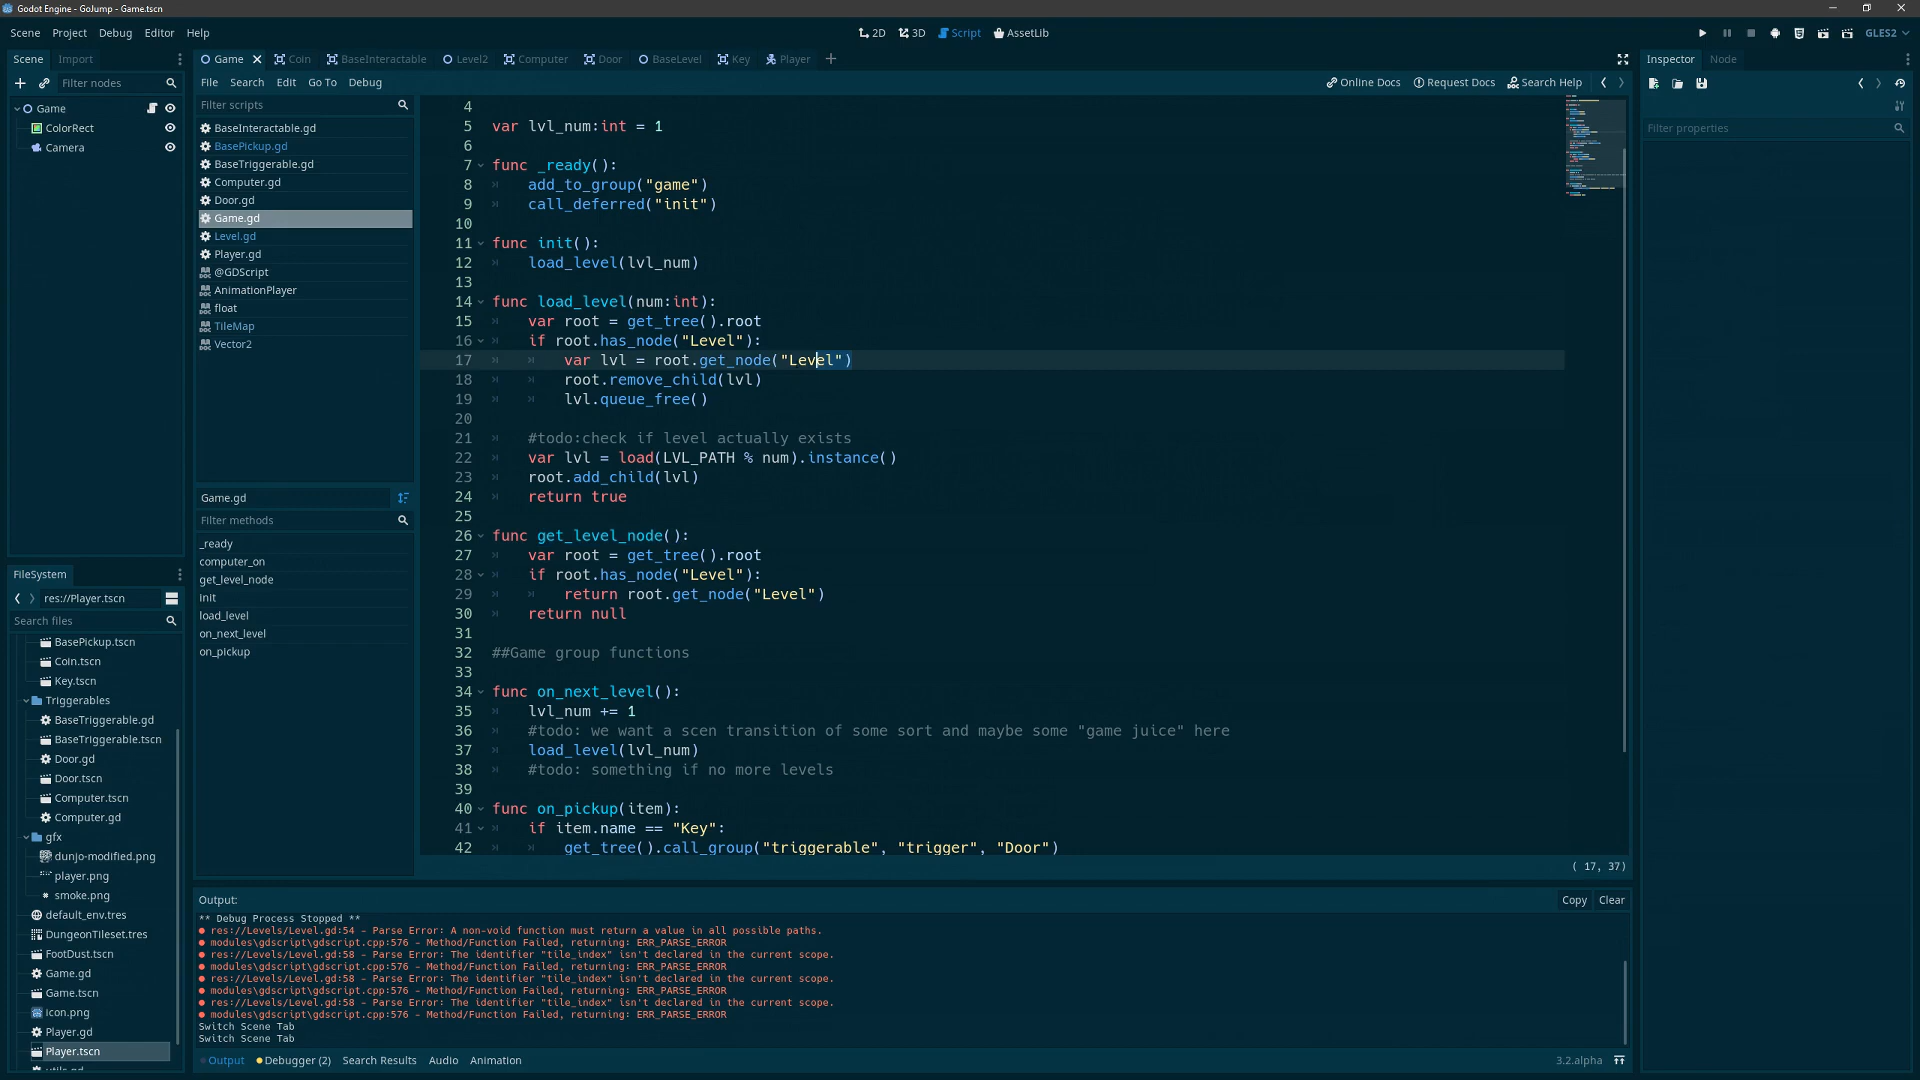 Godot Engine - GoJump - Game.tscn
Scene Project Debug Editor Help
2D 3D Script AssetLib
GLES2
Scene Import
Filter nodes
Game
ColorRect
Camera
Game Coin BaseInteractable Level2 Computer Door BaseLevel Key Player
File Search Edit Go To Debug
Online Docs Request Docs Search Help
Filter scripts
BaseInteractable.gd
BasePickup.gd
BaseTriggerable.gd
Computer.gd
Door.gd
Game.gd
Level.gd
Player.gd
@GDScript
AnimationPlayer
float
TileMap
Vector2
Game.gd
Filter methods
_ready
computer_on
get_level_node
init
load_level
on_next_level
on_pickup
4
5 var lvl_num:int = 1
6
7 func _ready():
8 add_to_group("game")
9 call_deferred("init")
10
11 func init():
12 load_level(lvl_num)
13
14 func load_level(num:int):
15 var root = get_tree().root
16 if root.has_node("Level"):
17 var lvl = root.get_node("Level")
18 root.remove_child(lvl)
19 lvl.queue_free()
20
21 #todo:check if level actually exists
22 var lvl = load(LVL_PATH % num).instance()
23 root.add_child(lvl)
24 return true
25
26 func get_level_node():
27 var root = get_tree().root
28 if root.has_node("Level"):
29 return root.get_node("Level")
30 return null
31
32 ##Game group functions
33
34 func on_next_level():
35 lvl_num += 1
36 #todo: we want a scen transition of some sort and maybe some "game juice" here
37 load_level(lvl_num)
38 #todo: something if no more levels
39
40 func on_pickup(item):
41 if item.name == "Key":
42 get_tree().call_group("triggerable", "trigger", "Door")
( 17, 37)
FileSystem
res://Player.tscn
Search files
BasePickup.tscn
Coin.tscn
Key.tscn
Triggerables
BaseTriggerable.gd
BaseTriggerable.tscn
Door.gd
Door.tscn
Computer.tscn
Computer.gd
gfx
dunjo-modified.png
player.png
smoke.png
default_env.tres
DungeonTileset.tres
FootDust.tscn
Game.gd
Game.tscn
icon.png
Player.gd
Player.tscn
Output:
Copy Clear
** Debug Process Stopped **
res://Levels/Level.gd:54 - Parse Error: A non-void function must return a value in all possible paths.
modules\gdscript\gdscript.cpp:576 - Method/Function Failed, returning: ERR_PARSE_ERROR
res://Levels/Level.gd:58 - Parse Error: The identifier "tile_index" isn't declared in the current scope.
modules\gdscript\gdscript.cpp:576 - Method/Function Failed, returning: ERR_PARSE_ERROR
res://Levels/Level.gd:58 - Parse Error: The identifier "tile_index" isn't declared in the current scope.
modules\gdscript\gdscript.cpp:576 - Method/Function Failed, returning: ERR_PARSE_ERROR
res://Levels/Level.gd:58 - Parse Error: The identifier "tile_index" isn't declared in the current scope.
modules\gdscript\gdscript.cpp:576 - Method/Function Failed, returning: ERR_PARSE_ERROR
Switch Scene Tab
Switch Scene Tab
Output Debugger (2) Search Results Audio Animation
3.2.alpha
Inspector Node
Filter properties